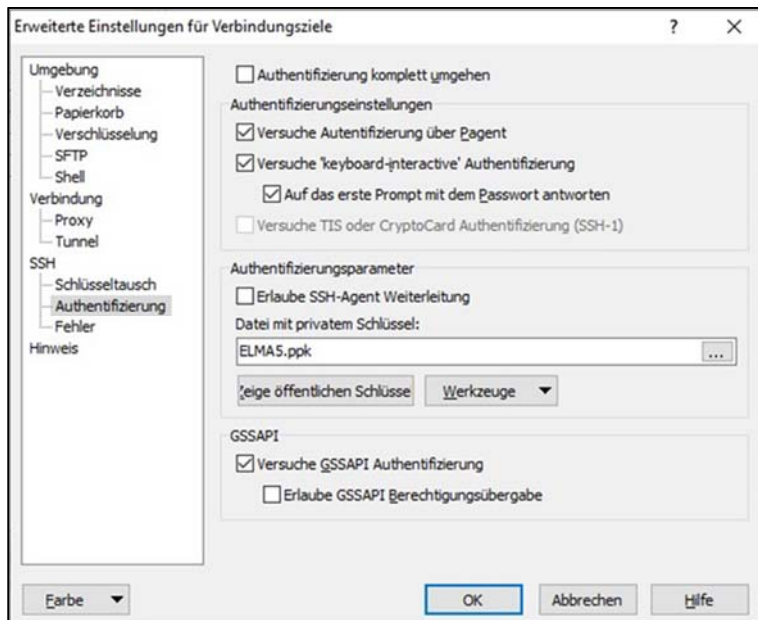 Erweiterte Einstellungen für Verbindungsziele
Umgebung
Verzeichnisse
Papierkorb
Verschlüsselung
SFTP
Shell
Verbindung
Proxy
Tunnel
SSH
Schlüsseltausch
Authentifizierung
Fehler
Hinweis
Authentifizierung komplett umgehen
Authentifizierungseinstellungen
Versuche Autentifizierung über Pagent
Versuche 'keyboard-interactive' Authentifizierung
Auf das erste Prompt mit dem Passwort antworten
Versuche TIS oder CryptoCard Authentifizierung (SSH-1)
Authentifizierungsparameter
Erlaube SSH-Agent Weiterleitung
Datei mit privatem Schlüssel:
ELMA5.ppk
...
Zeige öffentlichen Schlüsse
Werkzeuge
GSSAPI
Versuche GSSAPI Authentifizierung
Erlaube GSSAPI Berechtigungsübergabe
Farbe
OK
Abbrechen
Hilfe